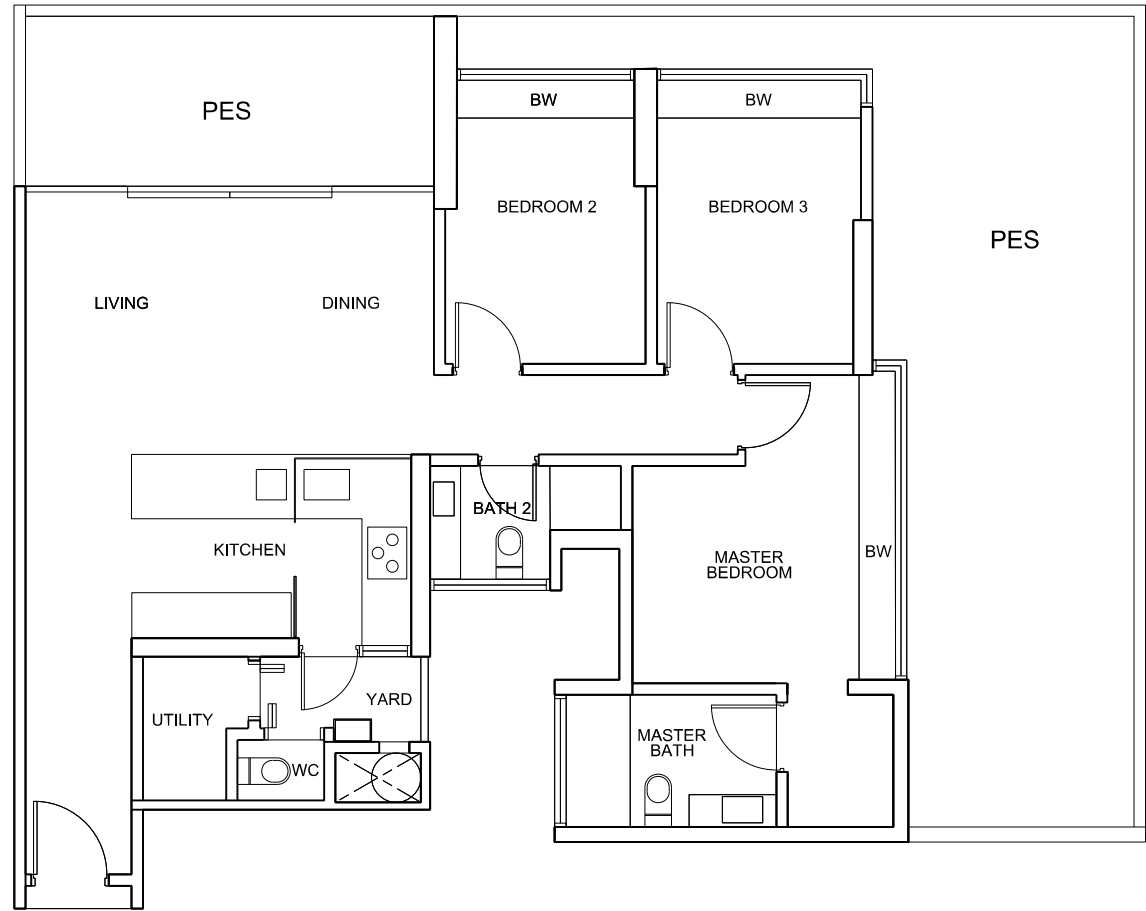 PES
BW
BW
BEDROOM 2
BEDROOM 3
PES
LIVING
DINING
BATH 2
KITCHEN
MASTER
BEDROOM
BW
YARD
UTILITY
MASTER
BATH
WC